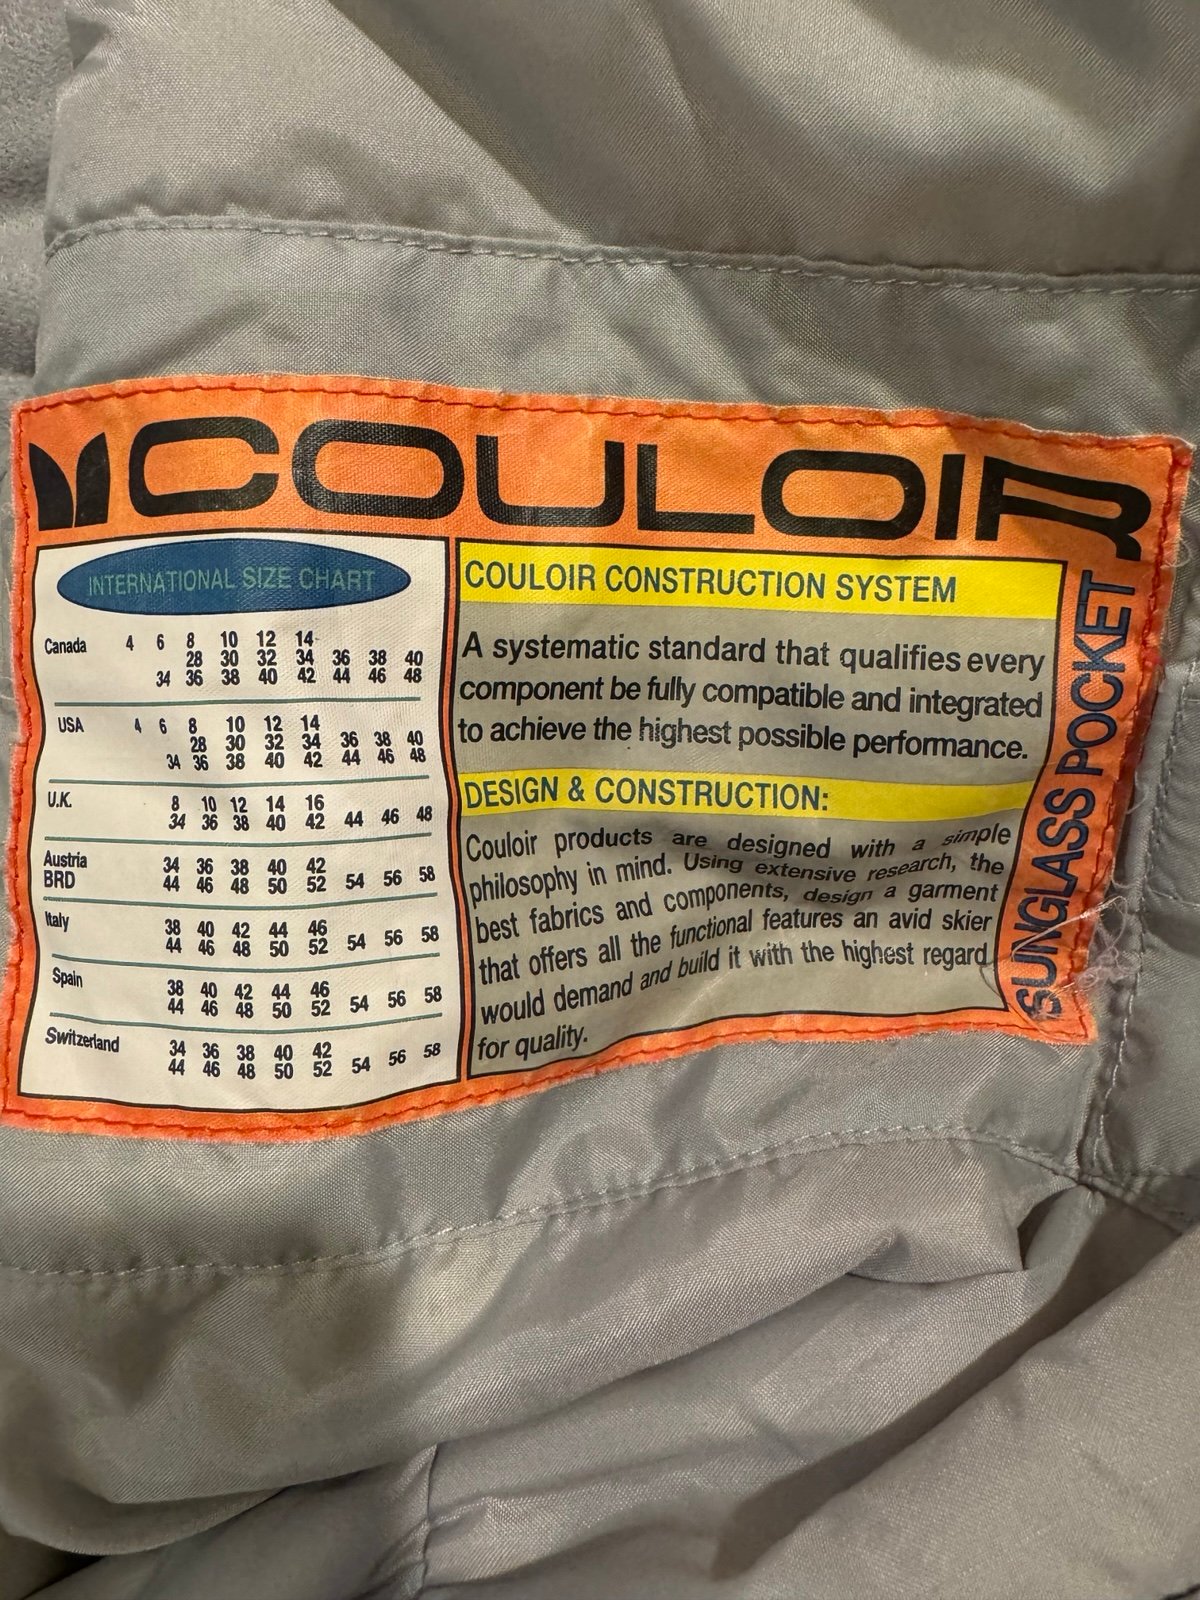 COULOIR
INTERNATIONAL SIZE CHART
Canada 4 6 8 10 12 14
28 30 32 34 36 38 40
34 36 38 40 42 44 46 48
USA 4 6 8 10 12 14
28 30 32 34 36 38 40
34 36 38 40 42 44 46 48
U.K. 8 10 12 14 16
34 36 38 40 42 44 46 48
Austria 34 36 38 40 42
BRD 44 46 48 50 52 54 56 58
Italy 38 40 42 44 46
44 46 48 50 52 54 56 58
Spain 38 40 42 44 46
44 46 48 50 52 54 56 58
Switzerland 34 36 38 40 42
44 46 48 50 52 54 56 58
COULOIR CONSTRUCTION SYSTEM
A systematic standard that qualifies every
component be fully compatible and integrated
to achieve the highest possible performance.
DESIGN & CONSTRUCTION:
Couloir products are designed with a simple
philosophy in mind. Using extensive research, the
best fabrics and components, design a garment
that offers all the functional features an avid skier
would demand and build it with the highest regard
for quality.
SUNGLASS POCKET